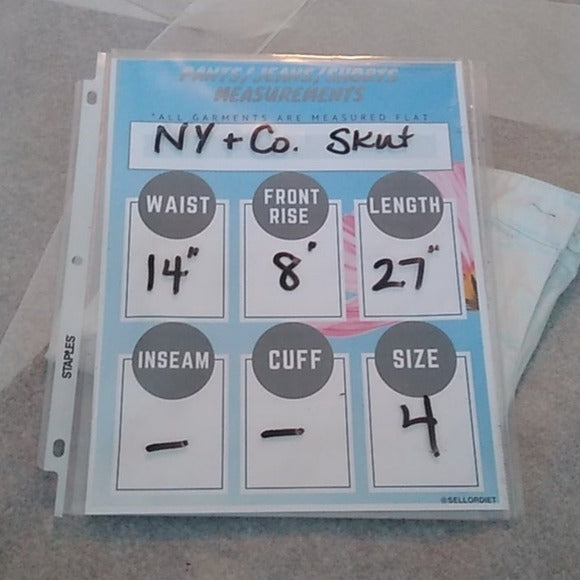 PANTS/JEANS/SHORTS
MEASUREMENTS
*ALL GARMENTS ARE MEASURED FLAT
NY + Co. Skirt
WAIST
14"
FRONT RISE
8"
LENGTH
27"
INSEAM
–
CUFF
–
SIZE
4
STAPLES
@SELLORDIET